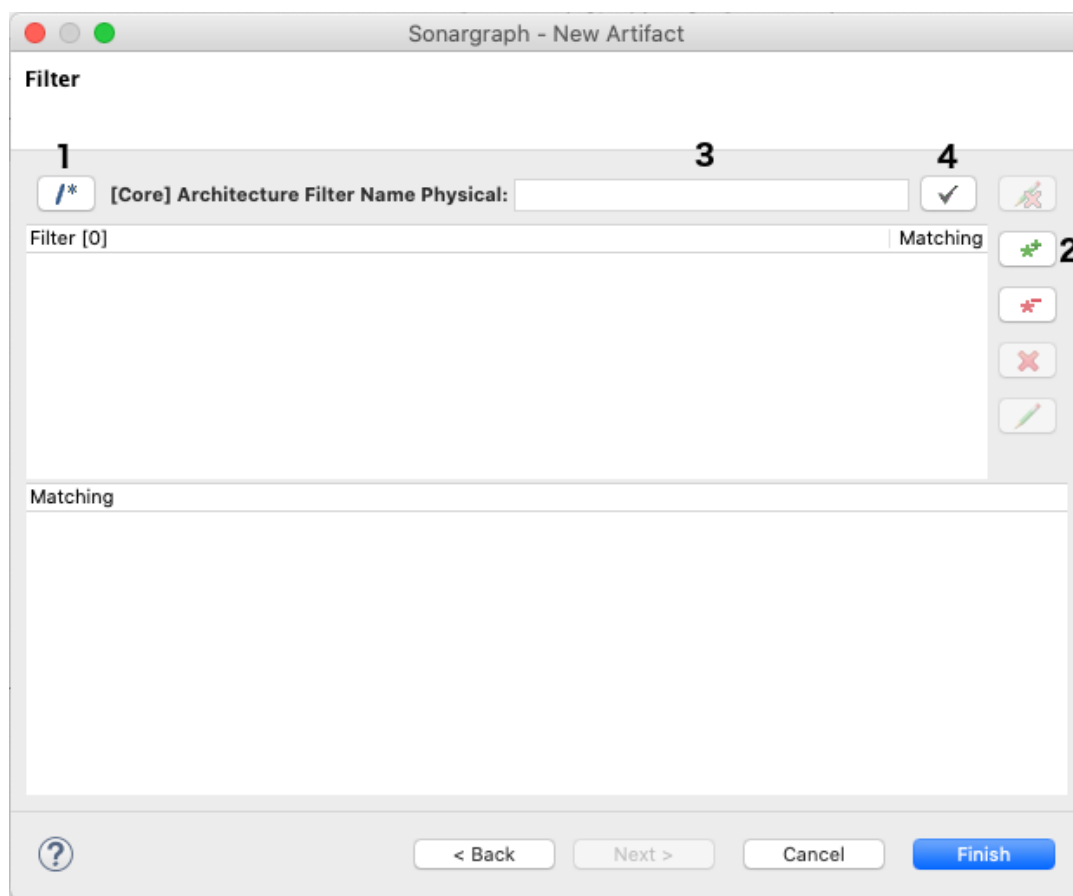 Sonargraph - New Artifact
Filter
1 3 4
/* [Core] Architecture Filter Name Physical:
Filter [0] Matching
2
Matching
? < Back Next > Cancel Finish